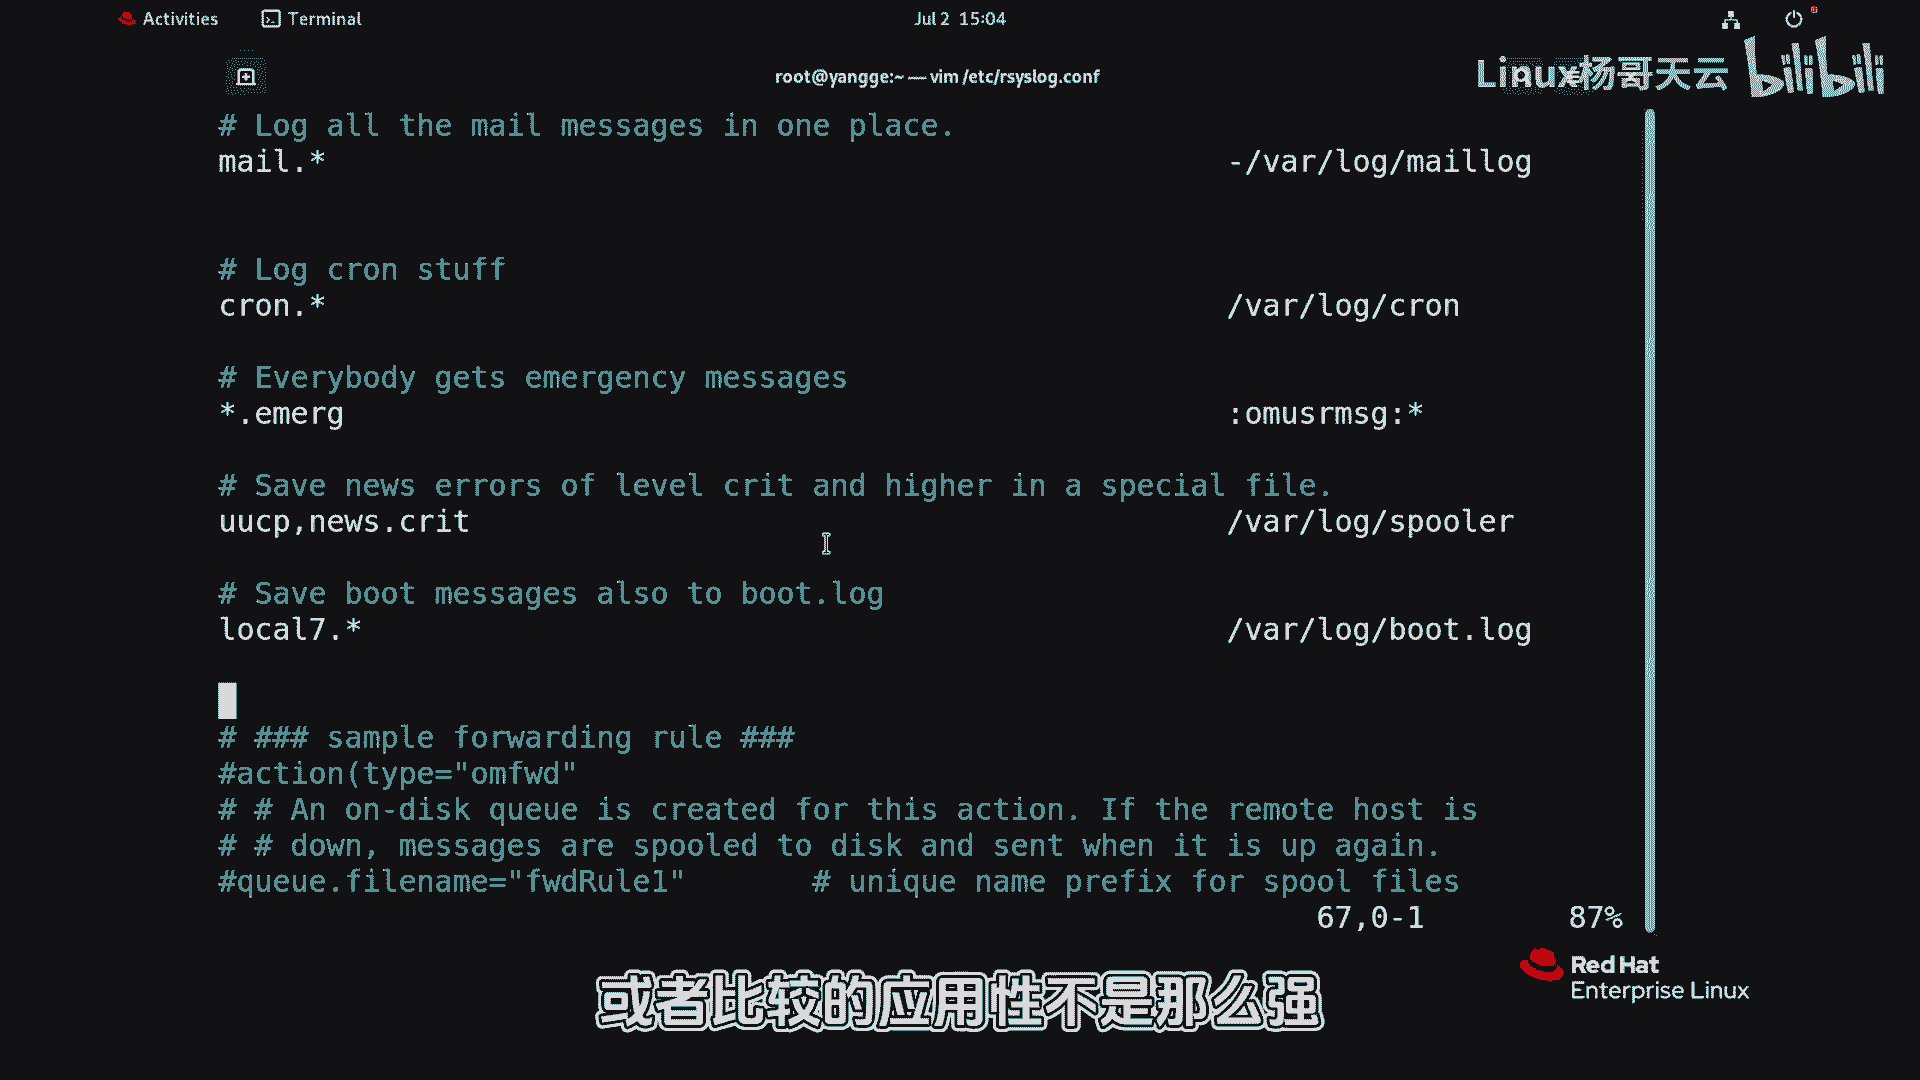 Activities Terminal Jul 2 15:04
root@yangge:~ — vim /etc/rsyslog.conf
Linux杨哥天云 bilibili
# Log all the mail messages in one place.
mail.* -/var/log/maillog
# Log cron stuff
cron.* /var/log/cron
# Everybody gets emergency messages
*.emerg :omusrmsg:*
# Save news errors of level crit and higher in a special file.
uucp,news.crit /var/log/spooler
# Save boot messages also to boot.log
local7.* /var/log/boot.log
# ### sample forwarding rule ###
#action(type="omfwd"
# # An on-disk queue is created for this action. If the remote host is
# # down, messages are spooled to disk and sent when it is up again.
#queue.filename="fwdRule1" # unique name prefix for spool files
67,0-1 87%
Red Hat
Enterprise Linux
或者比较的应用性不是那么强